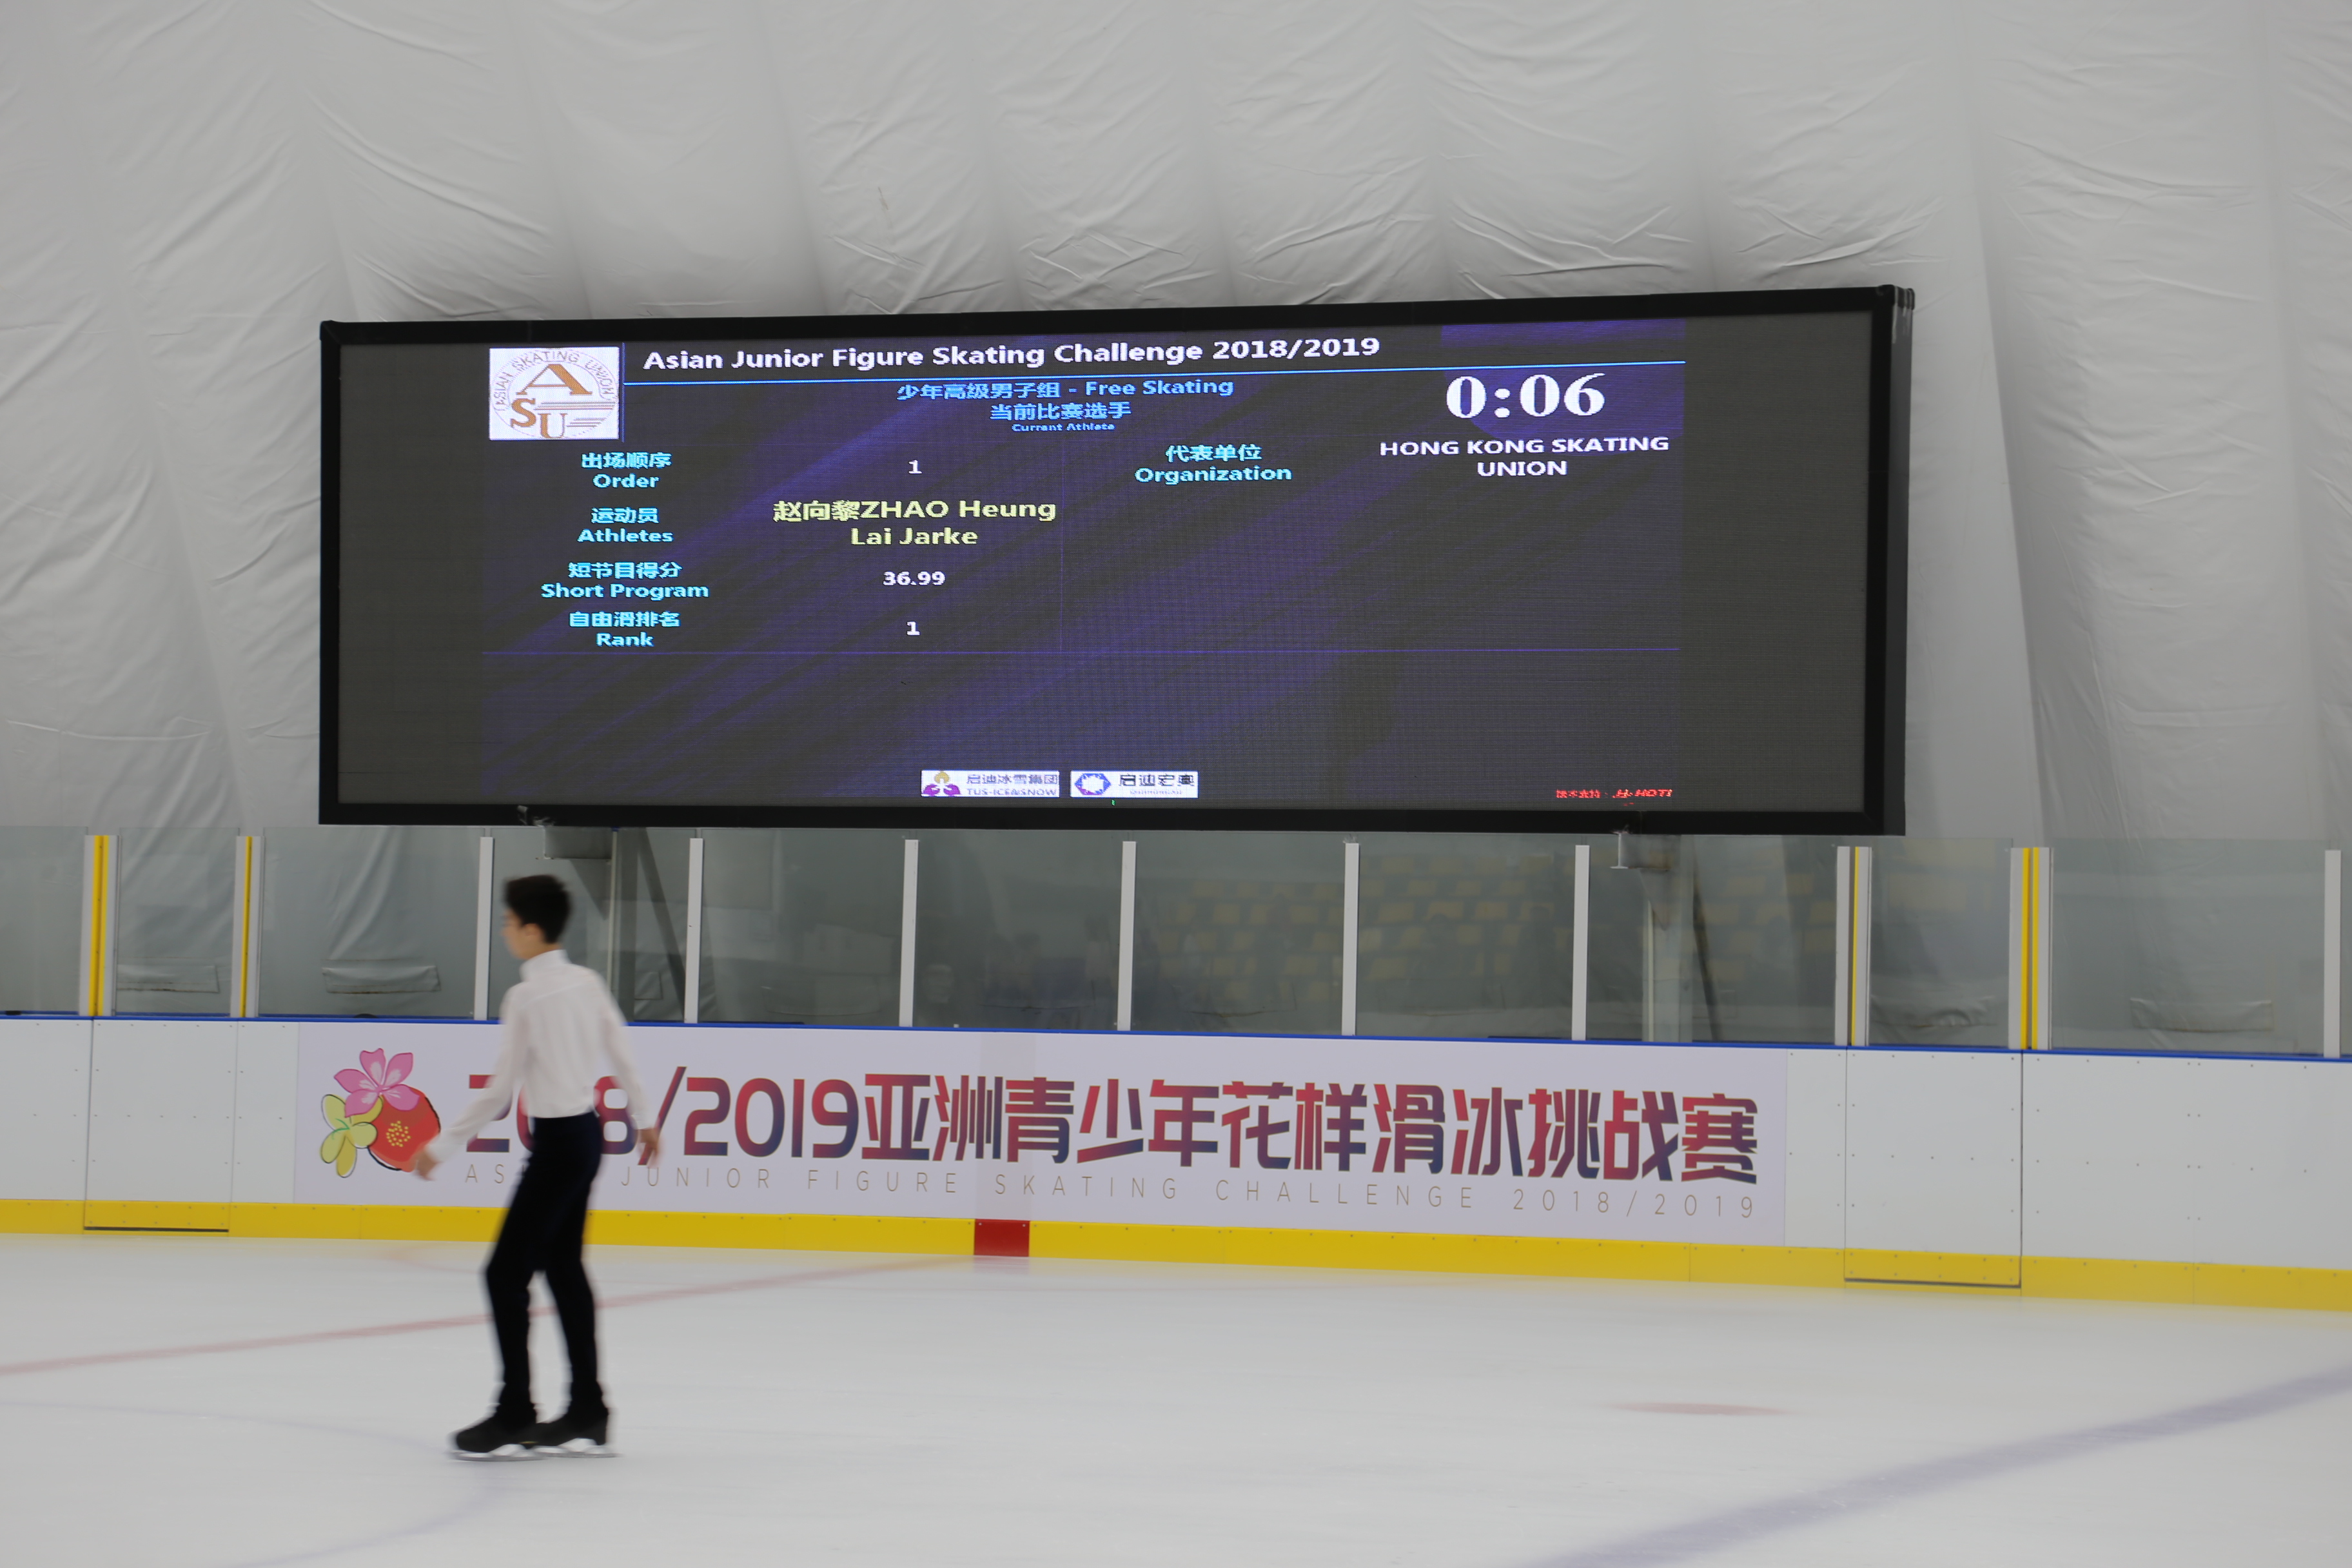 ASIAN SKATING UNION
ASU
Asian Junior Figure Skating Challenge 2018/2019
少年高级男子组 - Free Skating
当前比赛选手
Current Athlete
0:06
出场顺序
Order
1
代表单位
Organization
HONG KONG SKATING
UNION
运动员
Athletes
赵向黎ZHAO Heung
Lai Jarke
短节目得分
Short Program
36.99
自由滑排名
Rank
1
启迪冰雪集团
TUS-ICE&SNOW
启迪宏奥
技术支持:
2 8/2019亚洲青少年花样滑冰挑战赛
AS JUNIOR FIGURE SKATING CHALLENGE 2018/2019